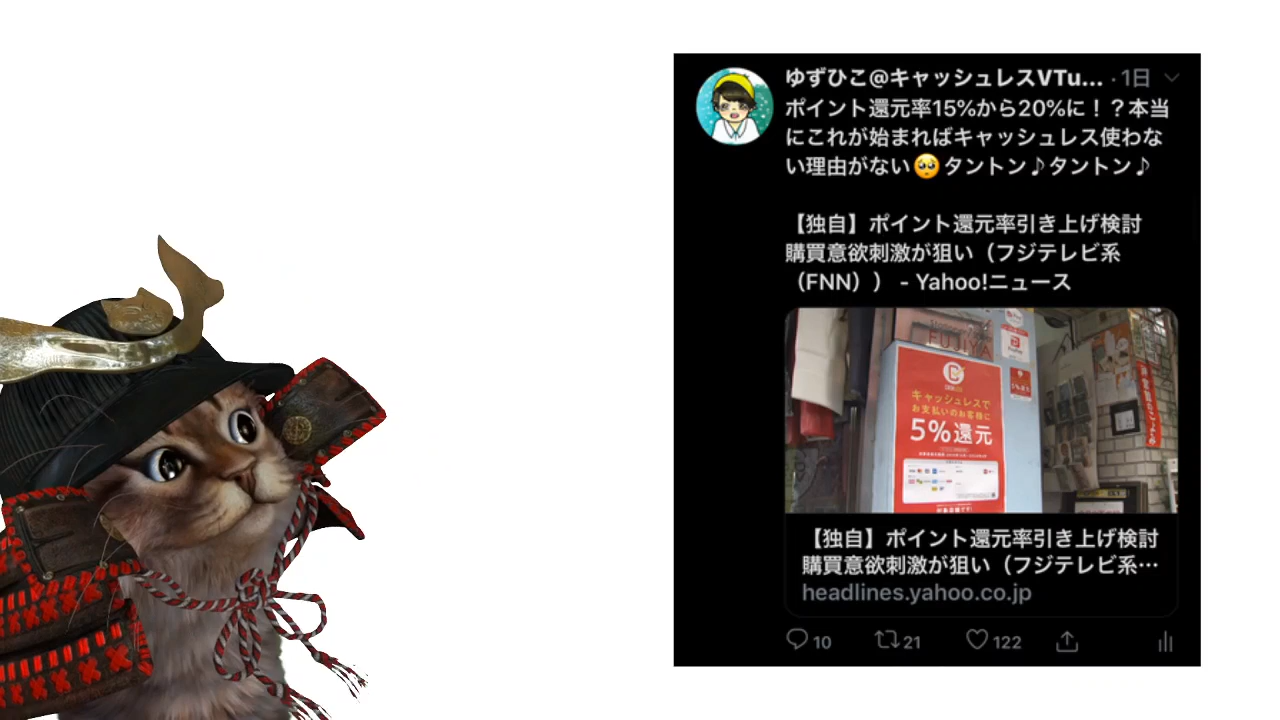 ゆずひこ@キャッシュレスVTu... · 1日
ポイント還元率15%から20%に！？本当
にこれが始まればキャッシュレス使わな
い理由がない🥺タントン♪タントン♪
【独自】ポイント還元率引き上げ検討
購買意欲刺激が狙い（フジテレビ系
（FNN）） - Yahoo!ニュース
FUJIYA
キャッシュレスで
お支払いのお客様に
5%還元
【独自】ポイント還元率引き上げ検討
購買意欲刺激が狙い（フジテレビ系…
headlines.yahoo.co.jp
10 21 122